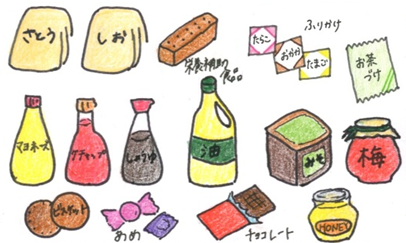 さとう
しお
栄養補助
食品
ふりかけ
たらこ
おかか
たまご
お茶
づけ
マヨネーズ
ケチャップ
しょうゆ
油
みそ
梅
ビスケット
あめ
チョコレート
HONEY